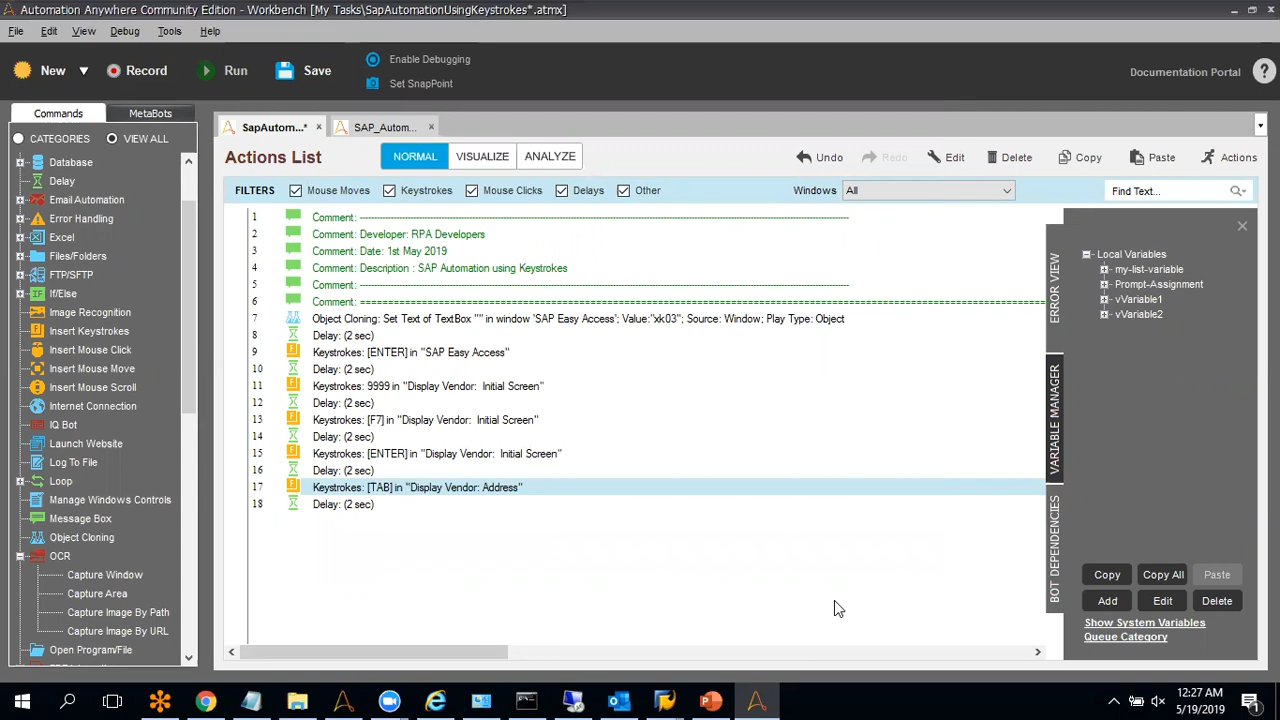 Automation Anywhere Community Edition - Workbench [My Tasks\SapAutomationUsingKeystrokes*.atmx]
File Edit View Debug Tools Help
New Record Run Save
Enable Debugging
Set SnapPoint
Documentation Portal
Commands MetaBots
CATEGORIES VIEW ALL
Database
Delay
Email Automation
Error Handling
Excel
Files/Folders
FTP/SFTP
If/Else
Image Recognition
Insert Keystrokes
Insert Mouse Click
Insert Mouse Move
Insert Mouse Scroll
Internet Connection
IQ Bot
Launch Website
Log To File
Loop
Manage Windows Controls
Message Box
Object Cloning
OCR
Capture Window
Capture Area
Capture Image By Path
Capture Image By URL
Open Program/File
SapAutom...* SAP_Autom...
Actions List NORMAL VISUALIZE ANALYZE Undo Redo Edit Delete Copy Paste Actions
FILTERS Mouse Moves Keystrokes Mouse Clicks Delays Other Windows All Find Text...
1 Comment: ----------------------------------------------------------------------
2 Comment: Developer: RPA Developers
3 Comment: Date: 1st May 2019
4 Comment: Description : SAP Automation using Keystrokes
5 Comment: ----------------------------------------------------------------------
6 Comment: ======================================================================
7 Object Cloning: Set Text of TextBox "" in window 'SAP Easy Access'; Value:"xk03"; Source: Window; Play Type: Object
8 Delay: (2 sec)
9 Keystrokes: [ENTER] in "SAP Easy Access"
10 Delay: (2 sec)
11 Keystrokes: 9999 in "Display Vendor:  Initial Screen"
12 Delay: (2 sec)
13 Keystrokes: [F7] in "Display Vendor:  Initial Screen"
14 Delay: (2 sec)
15 Keystrokes: [ENTER] in "Display Vendor:  Initial Screen"
16 Delay: (2 sec)
17 Keystrokes: [TAB] in "Display Vendor: Address"
18 Delay: (2 sec)
ERROR VIEW
VARIABLE MANAGER
BOT DEPENDENCIES
Local Variables
my-list-variable
Prompt-Assignment
vVariable1
vVariable2
Copy Copy All Paste
Add Edit Delete
Show System Variables
Queue Category
12:27 AM
5/19/2019